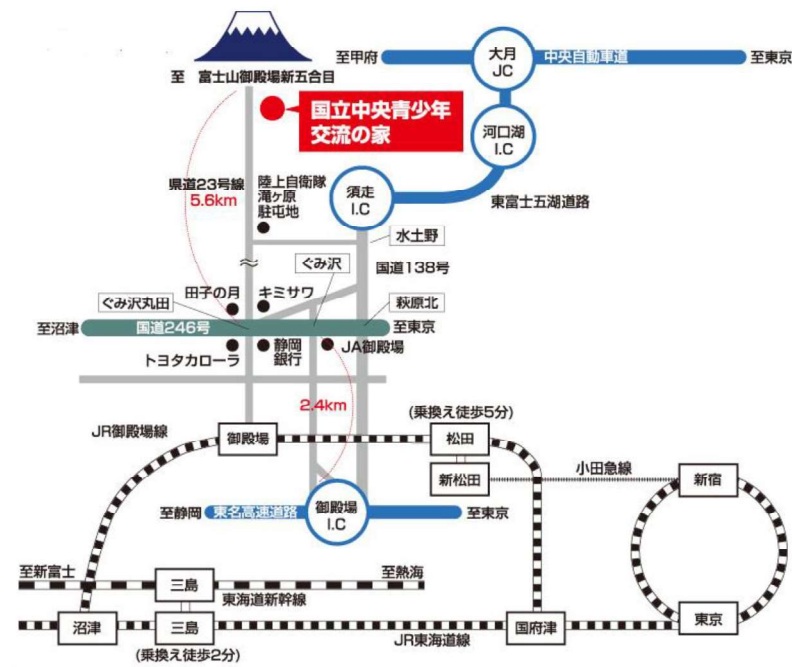 至 富士山御殿場新五合目
至甲府
大月
JC
中央自動車道
至東京
国立中央青少年
交流の家
河口湖
I.C
県道23号線
5.6km
陸上自衛隊
滝ヶ原
駐屯地
須走
I.C
東富士五湖道路
水土野
国道138号
ぐみ沢
田子の月
キミサワ
ぐみ沢丸田
萩原北
至沼津
国道246号
至東京
トヨタカローラ
静岡
銀行
JA御殿場
2.4km
(乗換え徒歩5分)
JR御殿場線
御殿場
松田
新松田
小田急線
新宿
至静岡
東名高速道路
御殿場
I.C
至東京
至新富士
三島
至熱海
東海道新幹線
沼津
三島
国府津
東京
JR東海道線
(乗換え徒歩2分)